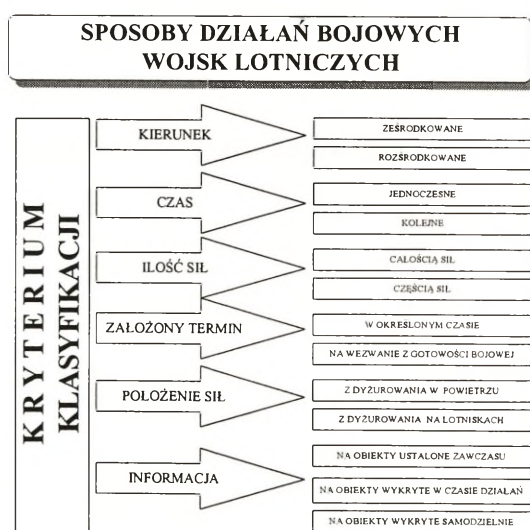 SPOSOBY DZIAŁAŃ BOJOWYCH
WOJSK LOTNICZYCH
KRYTERIUM
KLASYFIKACJI
KIERUNEK
ZEŚRODKOWANE
ROZŚRODKOWANE
CZAS
JEDNOCZESNE
KOLEJNE
ILOŚĆ SIŁ
CAŁOŚCIĄ SIŁ
CZĘŚCIĄ SIŁ
ZAŁOŻONY TERMIN
W OKREŚLONYM CZASIE
NA WEZWANIE Z GOTOWOŚCI BOJOWEJ
POŁOŻENIE SIŁ
Z DYŻUROWANIA W POWIETRZU
Z DYŻUROWANIA NA LOTNISKACH
INFORMACJA
NA OBIEKTY USTALONE ZAWCZASU
NA OBIEKTY WYKRYTE W CZASIE DZIAŁAŃ
NA OBIEKTY WYKRYTE SAMODZIELNIE